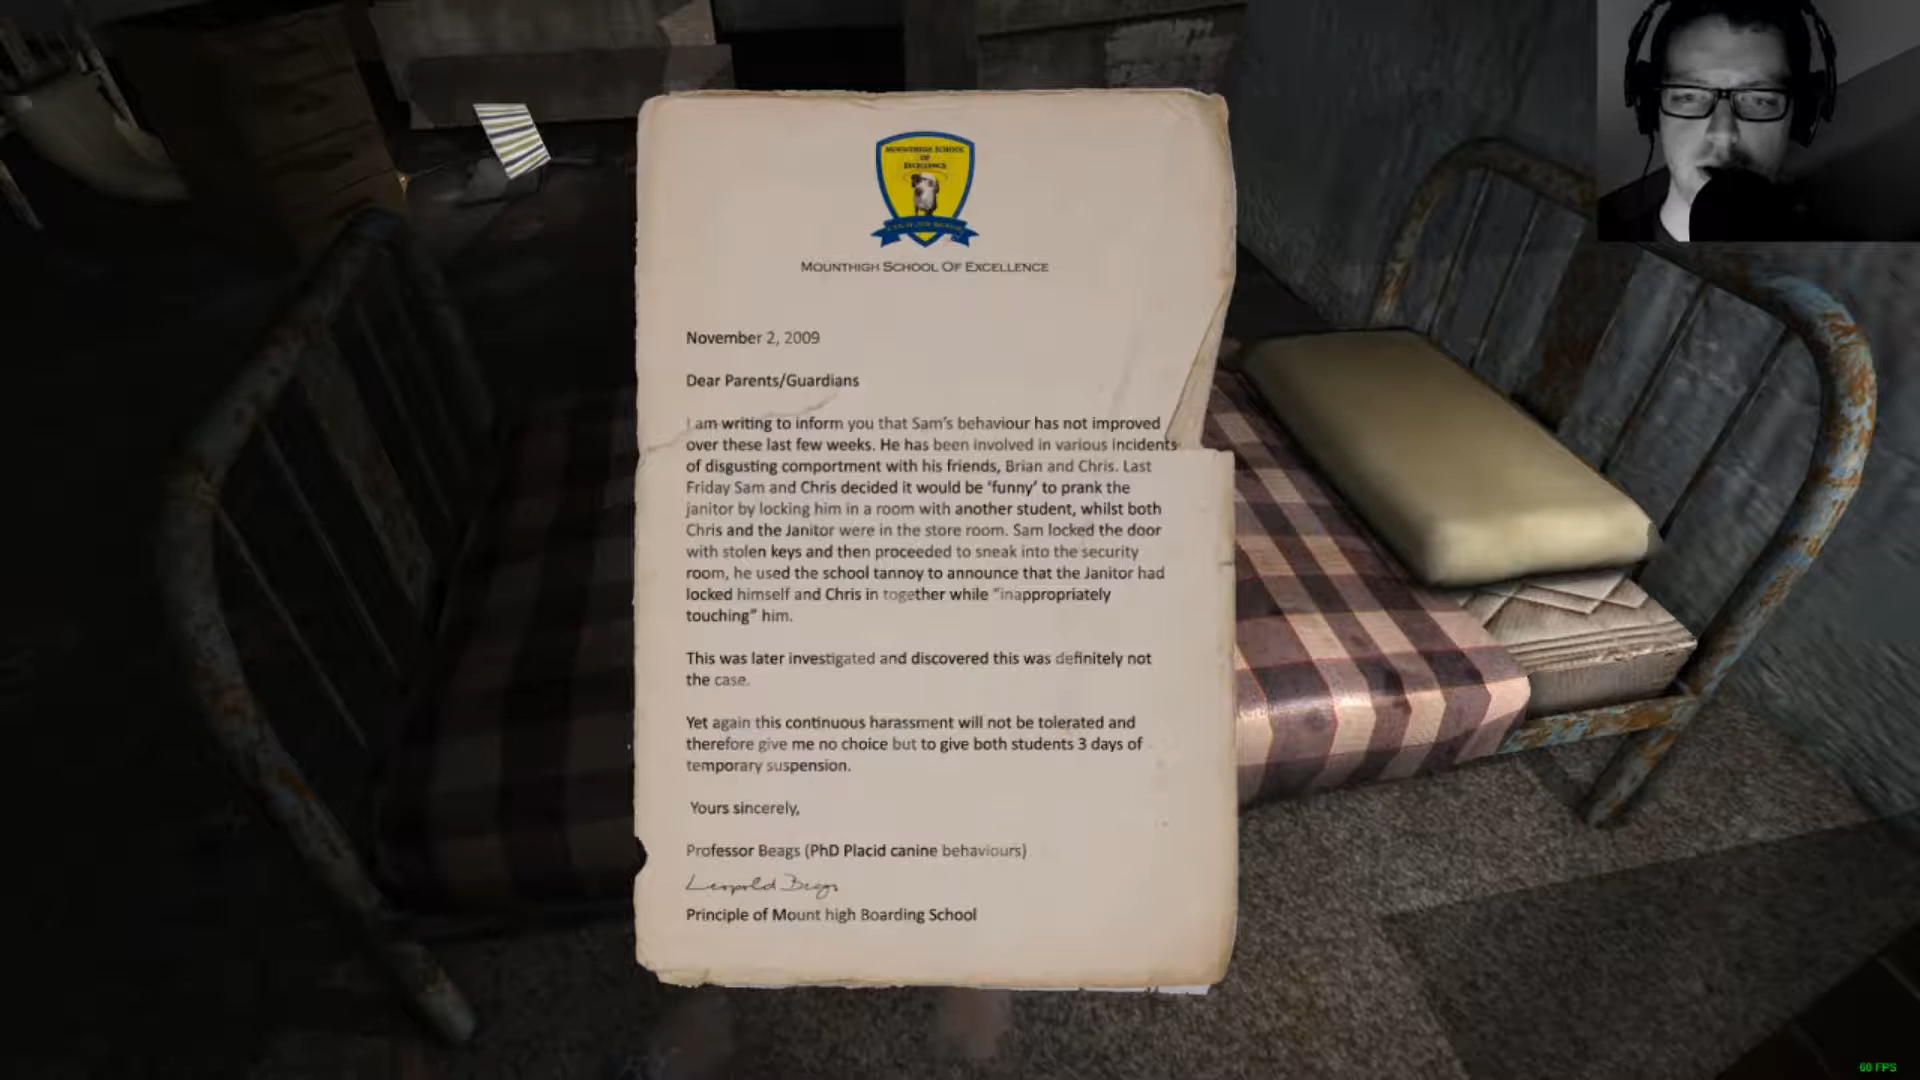 MOUNTHIGH SCHOOL
OF
EXCELLENCE
MOUNTHIGH SCHOOL OF EXCELLENCE
November 2, 2009
Dear Parents/Guardians
I am writing to inform you that Sam's behaviour has not improved
over these last few weeks. He has been involved in various incidents
of disgusting comportment with his friends, Brian and Chris. Last
Friday Sam and Chris decided it would be 'funny' to prank the
janitor by locking him in a room with another student, whilst both
Chris and the Janitor were in the store room. Sam locked the door
with stolen keys and then proceeded to sneak into the security
room, he used the school tannoy to announce that the Janitor had
locked himself and Chris in together while "inappropriately
touching" him.
This was later investigated and discovered this was definitely not
the case.
Yet again this continuous harassment will not be tolerated and
therefore give me no choice but to give both students 3 days of
temporary suspension.
Yours sincerely,
Professor Beags (PhD Placid canine behaviours)
Leopold Beags
Principle of Mount high Boarding School
60 FPS